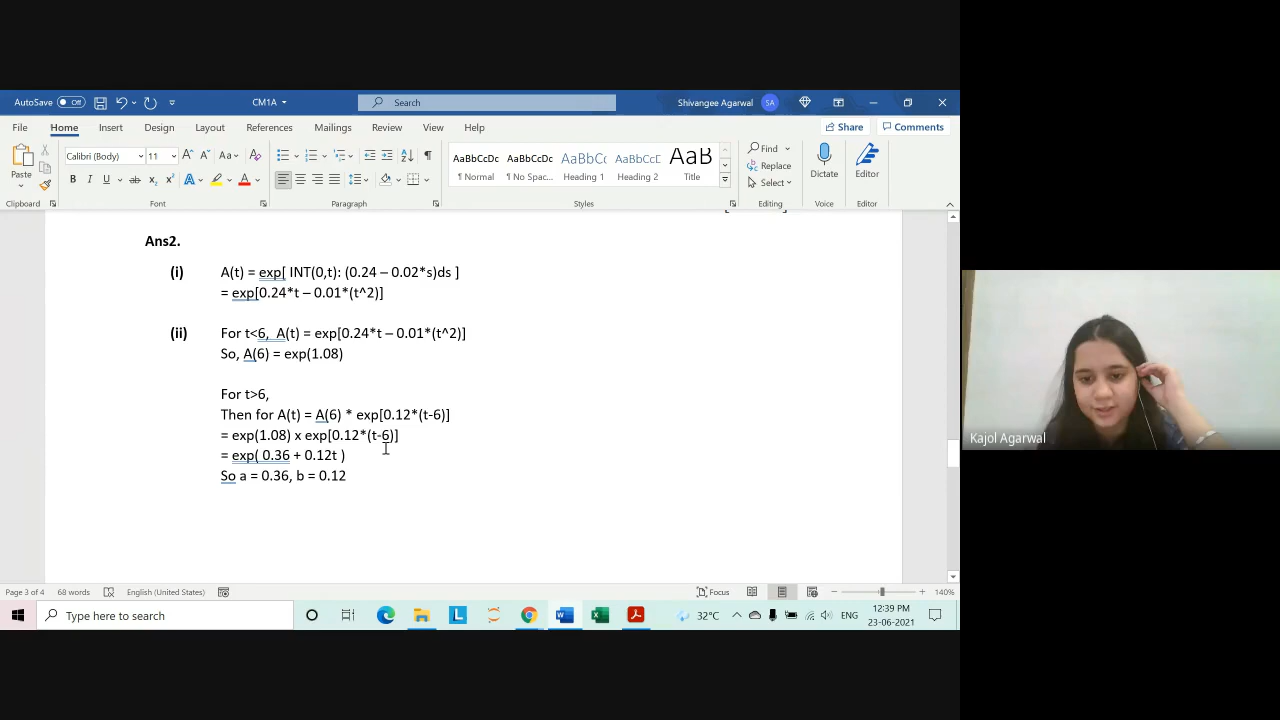 AutoSave Off
CM1A
Search
Shivangee Agarwal SA
File Home Insert Design Layout References Mailings Review View Help
Share Comments
Paste
Calibri (Body) 11
AaBbCcDc AaBbCcDc AaBbCc AaBbCcD AaB
¶ Normal ¶ No Spac... Heading 1 Heading 2 Title
Find
Replace
Select
Dictate
Editor
Clipboard Font Paragraph Styles Editing Voice Editor
Ans2.
(i) A(t) = exp[ INT(0,t): (0.24 – 0.02*s)ds ]
= exp[0.24*t – 0.01*(t^2)]
(ii) For t<6, A(t) = exp[0.24*t – 0.01*(t^2)]
So, A(6) = exp(1.08)
For t>6,
Then for A(t) = A(6) * exp[0.12*(t-6)]
= exp(1.08) x exp[0.12*(t-6)]
= exp( 0.36 + 0.12t )
So a = 0.36, b = 0.12
Kajol Agarwal
Page 3 of 4 68 words English (United States) Focus 140%
Type here to search
32°C ENG 12:39 PM
23-06-2021